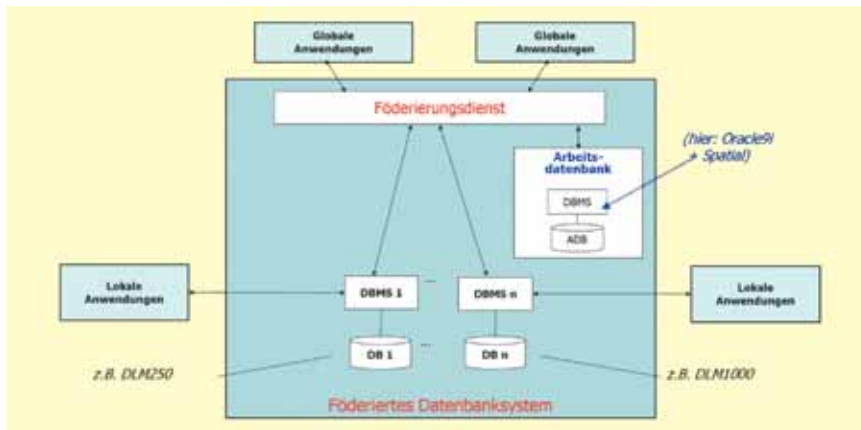 Globale
Anwendungen
Globale
Anwendungen
Föderierungsdienst
(hier: Oracle9i
+ Spatial)
Arbeits-
datenbank
DBMS
ADB
Lokale
Anwendungen
DBMS 1
...
DBMS n
Lokale
Anwendungen
DB 1
...
DB n
z.B. DLM250
z.B. DLM1000
Föderiertes Datenbanksystem